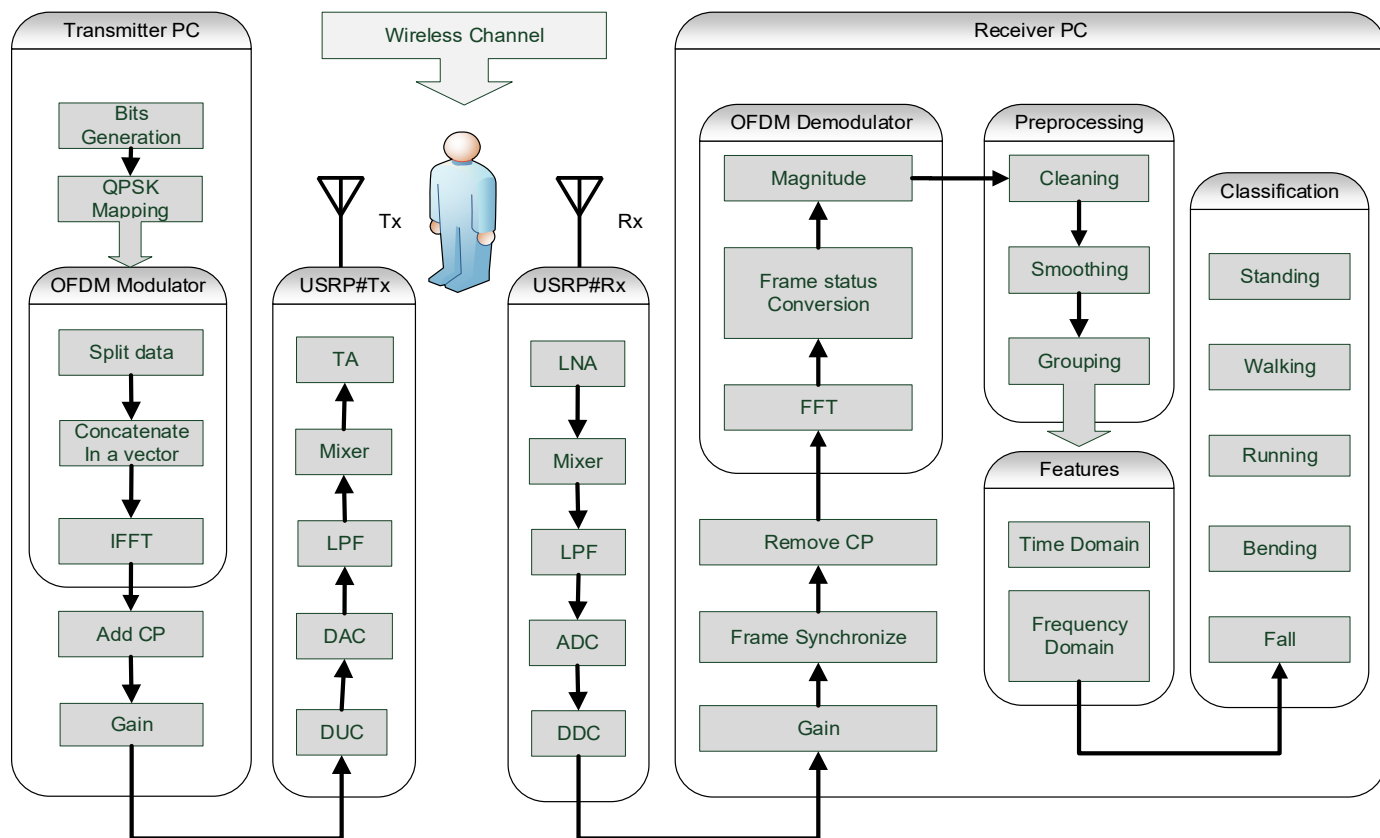 Transmitter PC
Bits
Generation
QPSK
Mapping
OFDM Modulator
Split data
Concatenate
In a vector
IFFT
Add CP
Gain
Wireless Channel
Tx
Rx
USRP#Tx
TA
Mixer
LPF
DAC
DUC
USRP#Rx
LNA
Mixer
LPF
ADC
DDC
Receiver PC
OFDM Demodulator
Magnitude
Frame status
Conversion
FFT
Remove CP
Frame Synchronize
Gain
Preprocessing
Cleaning
Smoothing
Grouping
Features
Time Domain
Frequency
Domain
Classification
Standing
Walking
Running
Bending
Fall